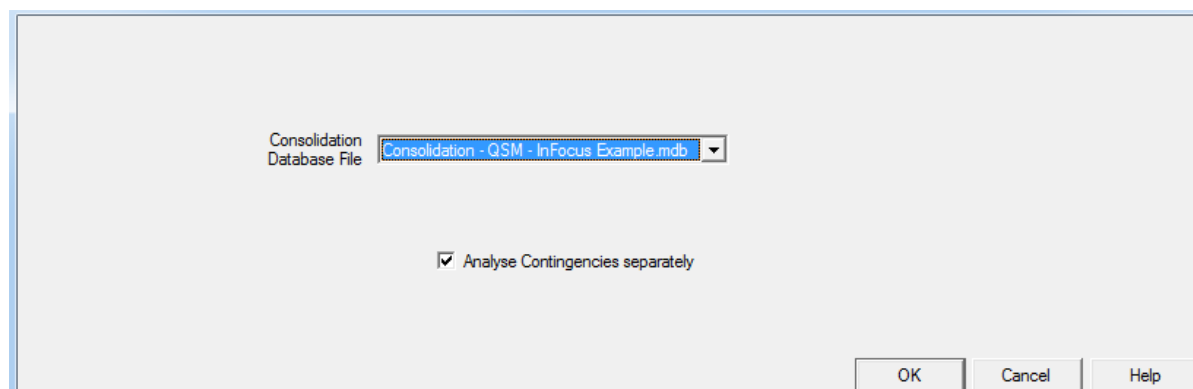 Consolidation
Database File
Consolidation - QSM - InFocus Example.mdb
Analyse Contingencies separately
OK Cancel Help